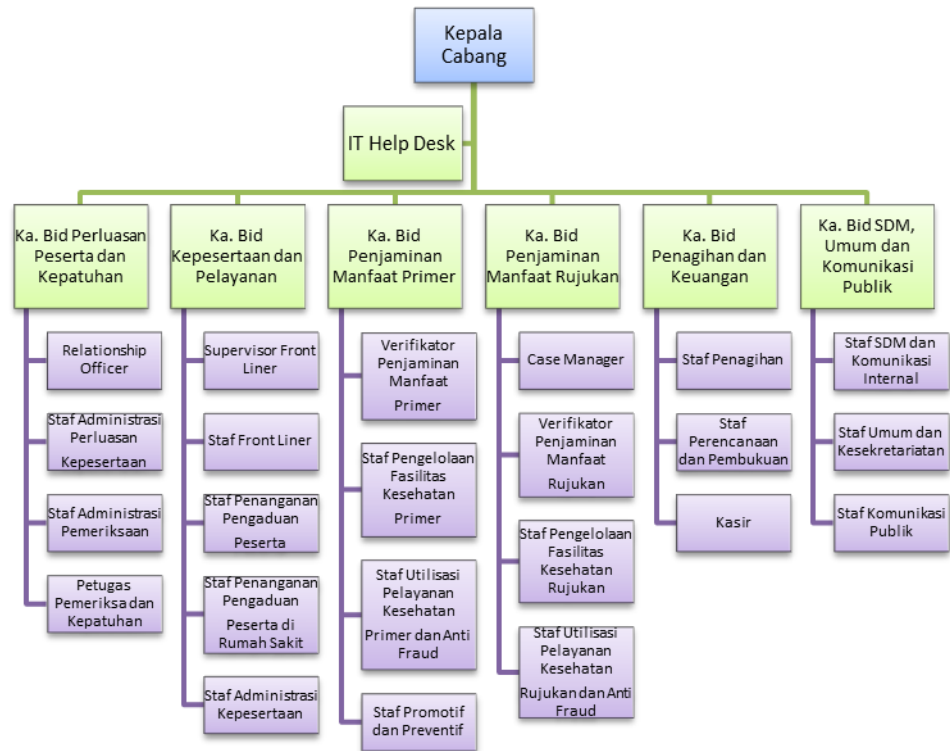 Kepala
Cabang
IT Help Desk
Ka. Bid Perluasan
Peserta dan
Kepatuhan
Relationship
Officer
Staf Administrasi
Perluasan
Kepesertaan
Staf Administrasi
Pemeriksaan
Petugas
Pemeriksa dan
Kepatuhan
Ka. Bid
Kepesertaan dan
Pelayanan
Supervisor Front
Liner
Staf Front Liner
Staf Penanganan
Pengaduan
Peserta
Staf Penanganan
Pengaduan
Peserta di
Rumah Sakit
Staf Administrasi
Kepesertaan
Ka. Bid
Penjaminan
Manfaat Primer
Verifikator
Penjaminan
Manfaat
Primer
Staf Pengelolaan
Fasilitas
Kesehatan
Primer
Staf Utilisasi
Pelayanan
Kesehatan
Primer dan Anti
Fraud
Staf Promotif
dan Preventif
Ka. Bid
Penjaminan
Manfaat Rujukan
Case Manager
Verifikator
Penjaminan
Manfaat
Rujukan
Staf Pengelolaan
Fasilitas
Kesehatan
Rujukan
Staf Utilisasi
Pelayanan
Kesehatan
Rujukan dan Anti
Fraud
Ka. Bid
Penagihan dan
Keuangan
Staf Penagihan
Staf
Perencanaan
dan Pembukuan
Kasir
Ka. Bid SDM,
Umum dan
Komunikasi
Publik
Staf SDM dan
Komunikasi
Internal
Staf Umum dan
Kesekretariatan
Staf Komunikasi
Publik